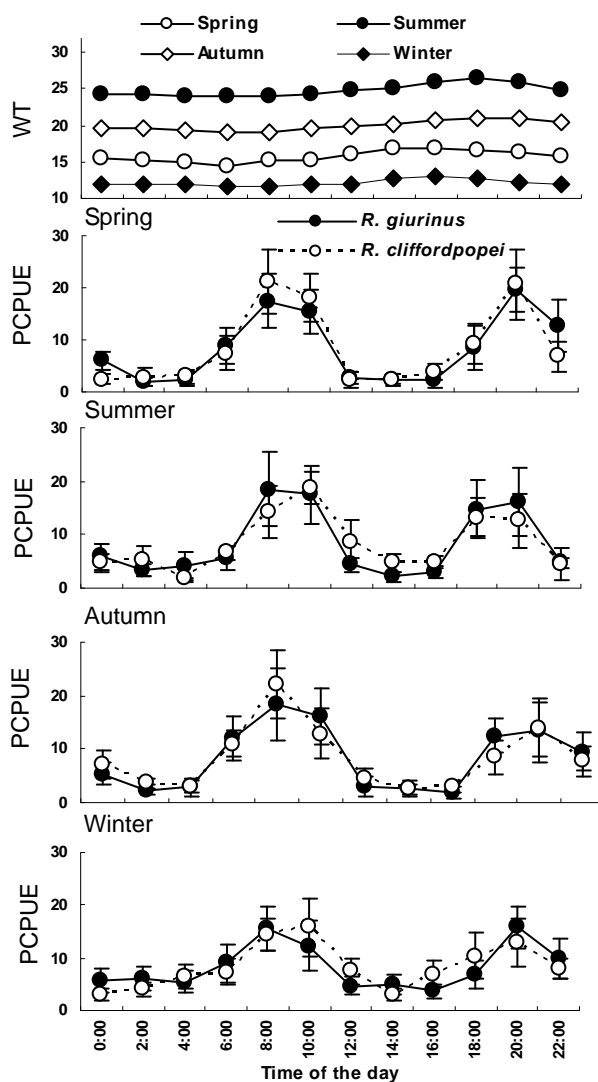 Spring Summer
Autumn Winter
30
25
20
15
10
WT
Spring
R. giurinus
R. cliffordpopei
30
20
10
0
PCPUE
Summer
30
20
10
0
PCPUE
Autumn
30
20
10
0
PCPUE
Winter
30
20
10
0
PCPUE
0:00 2:00 4:00 6:00 8:00 10:00 12:00 14:00 16:00 18:00 20:00 22:00
Time of the day